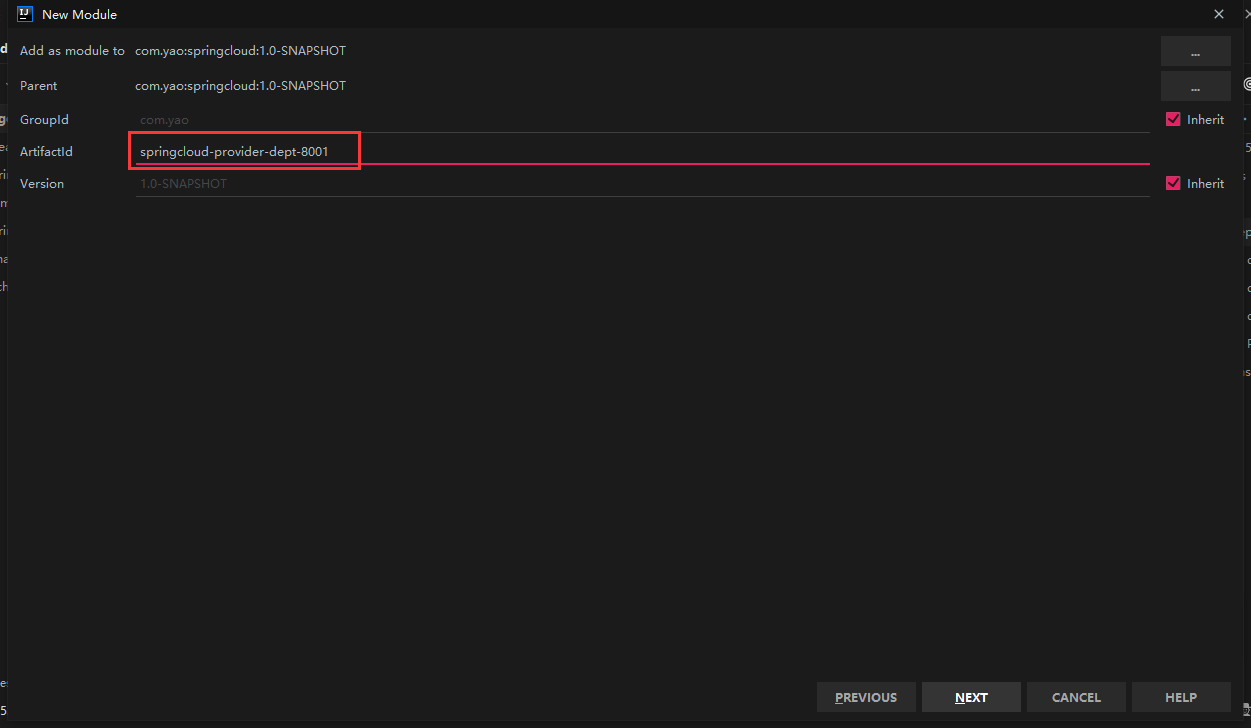 IJ New Module
Add as module to com.yao:springcloud:1.0-SNAPSHOT ...
Parent com.yao:springcloud:1.0-SNAPSHOT ...
GroupId com.yao Inherit
ArtifactId springcloud-provider-dept-8001
Version 1.0-SNAPSHOT Inherit
PREVIOUS NEXT CANCEL HELP